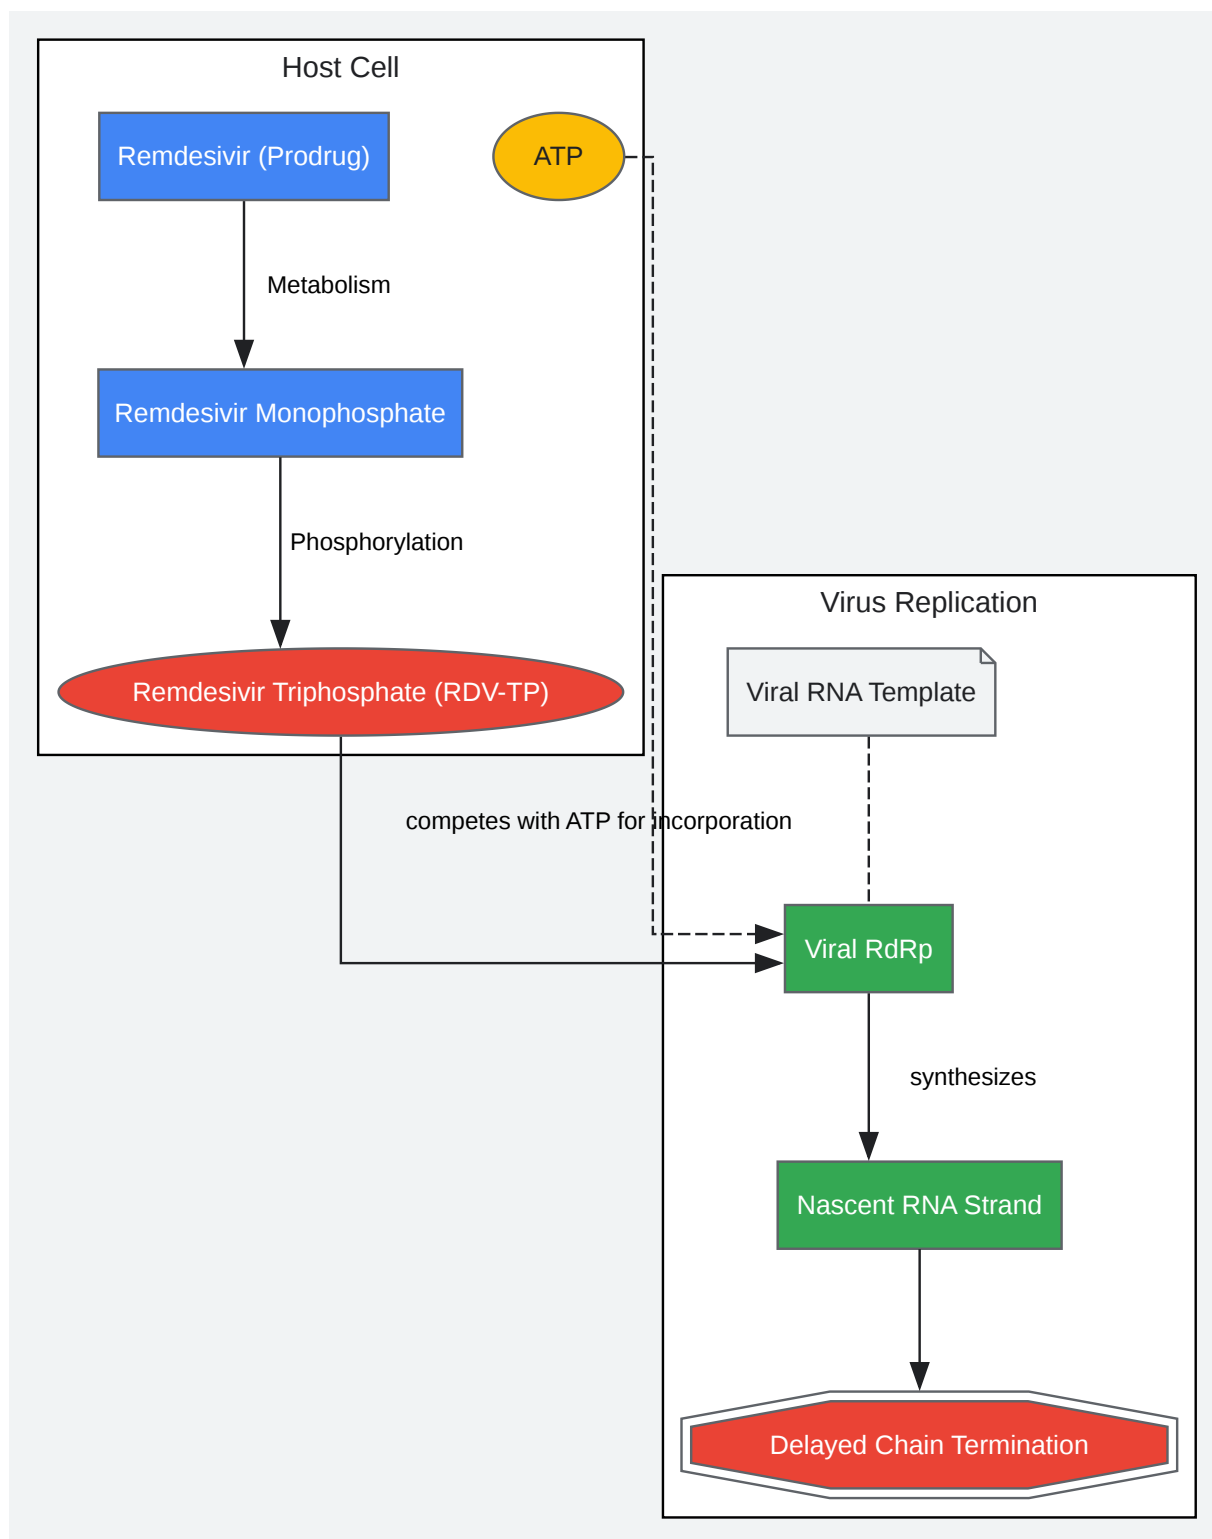 Host Cell
Remdesivir (Prodrug)
ATP
Metabolism
Remdesivir Monophosphate
Phosphorylation
Remdesivir Triphosphate (RDV-TP)
Virus Replication
Viral RNA Template
competes with ATP for incorporation
Viral RdRp
synthesizes
Nascent RNA Strand
Delayed Chain Termination